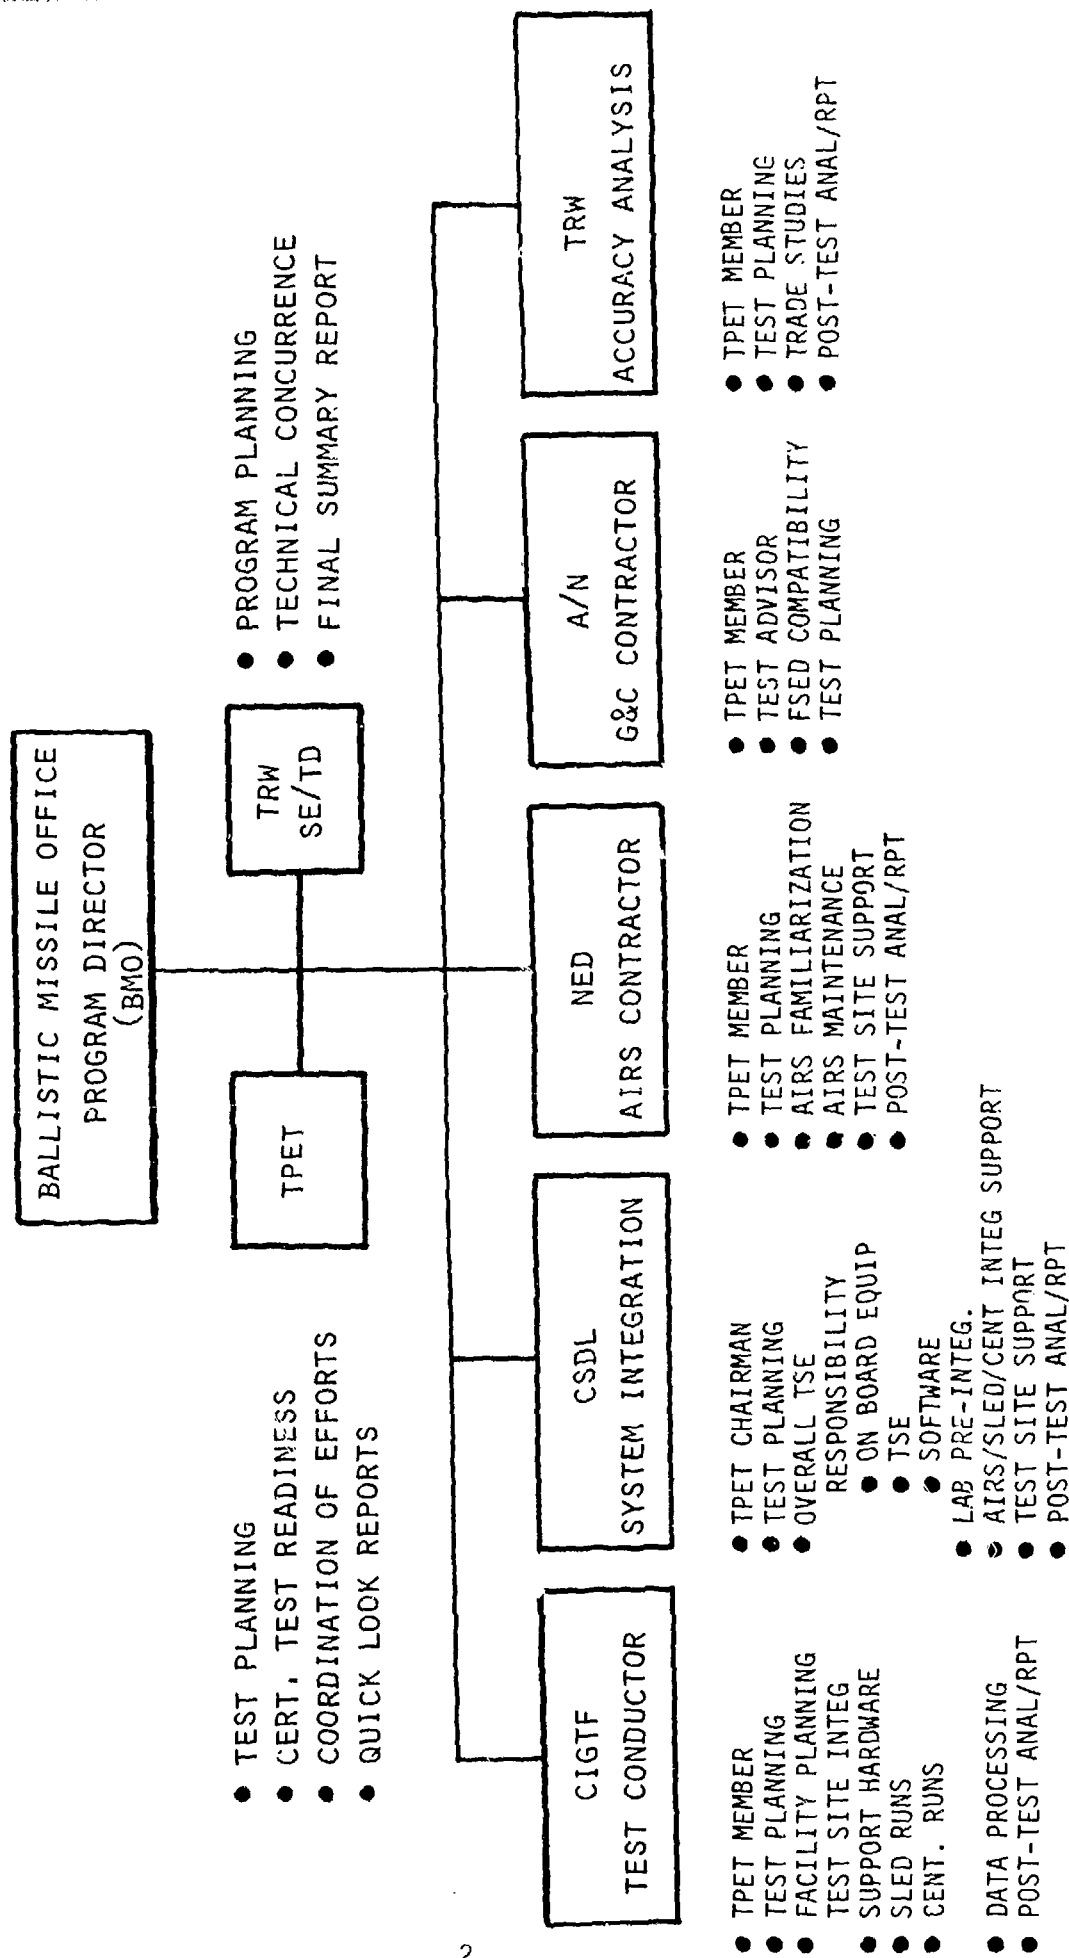 BALLISTIC MISSILE OFFICE
PROGRAM DIRECTOR
(BMO)
TPET
TRW
SE/TD
● TEST PLANNING
● CERT. TEST READINESS
● COORDINATION OF EFFORTS
● QUICK LOOK REPORTS
● PROGRAM PLANNING
● TECHNICAL CONCURRENCE
● FINAL SUMMARY REPORT
CIGTF
TEST CONDUCTOR
● TPET MEMBER
● TEST PLANNING
● FACILITY PLANNING
TEST SITE INTEG
● SUPPORT HARDWARE
● SLED RUNS
● CENT. RUNS
● DATA PROCESSING
● POST-TEST ANAL/RPT
CSDL
SYSTEM INTEGRATION
● TPET CHAIRMAN
● TEST PLANNING
● OVERALL TSE
RESPONSIBILITY
● ON BOARD EQUIP
● TSE
● SOFTWARE
● LAB PRE-INTEG.
● AIRS/SLED/CENT INTEG SUPPORT
● TEST SITE SUPPORT
● POST-TEST ANAL/RPT
NED
AIRS CONTRACTOR
● TPET MEMBER
● TEST PLANNING
● AIRS FAMILIARIZATION
● AIRS MAINTENANCE
● TEST SITE SUPPORT
● POST-TEST ANAL/RPT
A/N
G&C CONTRACTOR
● TPET MEMBER
● TEST ADVISOR
● FSED COMPATIBILITY
● TEST PLANNING
TRW
ACCURACY ANALYSIS
● TPET MEMBER
● TEST PLANNING
● TRADE STUDIES
● POST-TEST ANAL/RPT
2